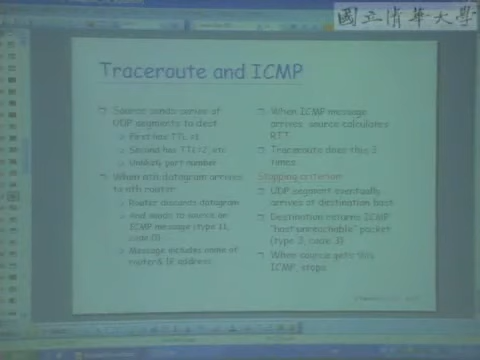 國立清華大學
Traceroute and ICMP
Source sends series of
UDP segments to dest
First has TTL =1
Second has TTL=2, etc.
Unlikely port number
When nth datagram arrives
to nth router:
Router discards datagram
And sends to source an
ICMP message (type 11,
code 0)
Message includes name of
router& IP address
When ICMP message
arrives, source calculates
RTT
Traceroute does this 3
times
Stopping criterion
UDP segment eventually
arrives at destination host
Destination returns ICMP
"host unreachable" packet
(type 3, code 3)
When source gets this
ICMP, stops.